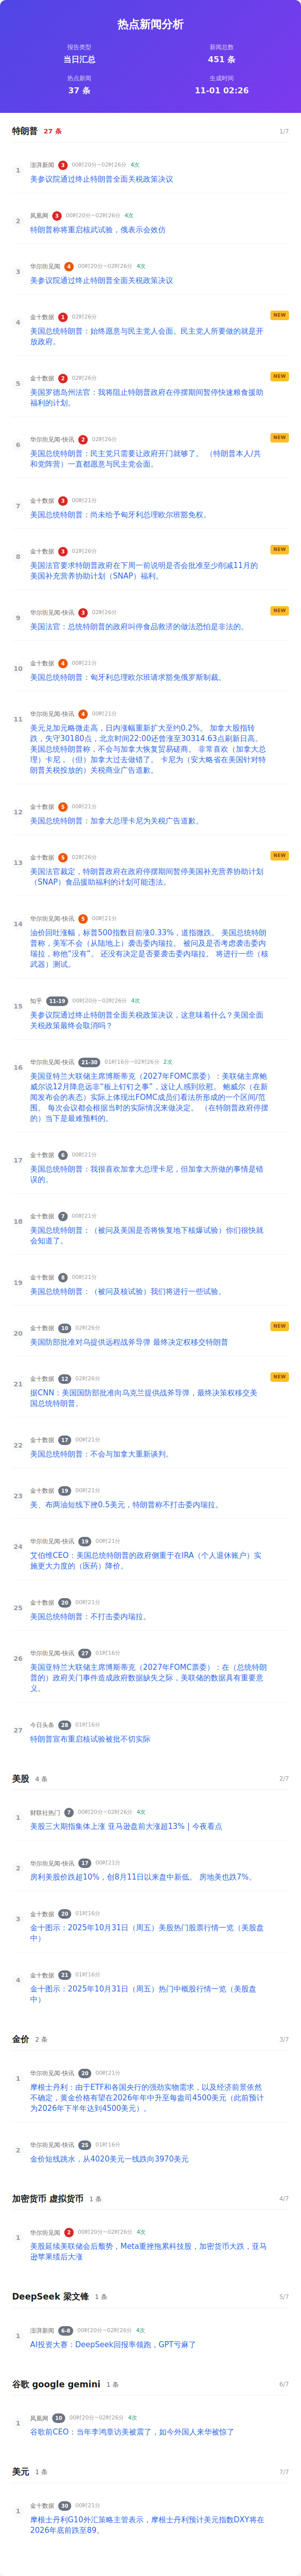 热点新闻分析
报告类型
当日汇总
新闻总数
451 条
热点新闻
37 条
生成时间
11-01 02:26
特朗普 27 条 1/7
1
澎湃新闻 3 00时20分~02时26分 4次
美参议院通过终止特朗普全面关税政策决议
2
凤凰网 3 00时20分~02时26分 4次
特朗普称将重启核武试验，俄表示会效仿
3
华尔街见闻 4 00时20分~02时26分 4次
美参议院通过终止特朗普全面关税政策决议
4
金十数据 1 02时26分 NEW
美国总统特朗普：始终愿意与民主党人会面。民主党人所要做的就是开
放政府。
5
金十数据 2 02时26分 NEW
美国罗德岛州法官：我将阻止特朗普政府在停摆期间暂停快速粮食援助
福利的计划。
6
华尔街见闻-快讯 2 02时26分 NEW
美国总统特朗普：民主党只需要让政府开门就够了。 （特朗普本人/共
和党阵营）一直都愿意与民主党会面。
7
金十数据 3 00时21分
美国总统特朗普：尚未给予匈牙利总理欧尔班豁免权。
8
金十数据 3 02时26分 NEW
美国法官要求特朗普政府在下周一前说明是否会批准至少削减11月的
美国补充营养协助计划（SNAP）福利。
9
华尔街见闻-快讯 3 02时26分 NEW
美国法官：总统特朗普的政府叫停食品救济的做法恐怕是非法的。
10
金十数据 4 00时21分
美国总统特朗普：匈牙利总理欧尔班请求豁免俄罗斯制裁。
11
华尔街见闻-快讯 4 00时21分
美元兑加元略微走高，日内涨幅重新扩大至约0.2%。 加拿大股指转
跌，失守30180点，北京时间22:00还曾涨至30314.63点刷新日高。
美国总统特朗普称，不会与加拿大恢复贸易磋商。 非常喜欢（加拿大总
理）卡尼，（但）加拿大过去做错了。 卡尼为（安大略省在美国针对特
朗普关税投放的）关税商业广告道歉。
12
金十数据 5 00时21分
美国总统特朗普：加拿大总理卡尼为关税广告道歉。
13
金十数据 5 02时26分 NEW
美国法官裁定，特朗普政府在政府停摆期间暂停美国补充营养协助计划
（SNAP）食品援助福利的计划可能违法。
14
华尔街见闻-快讯 5 00时21分
油价回吐涨幅，标普500指数目前涨0.33%，道指微跌。 美国总统特朗
普称，美军不会（从陆地上）袭击委内瑞拉。 被问及是否考虑袭击委内
瑞拉，称他“没有”。 还没有决定是否要打击委内瑞拉。 将进行一些（核
武器）测试。
15
知乎 11-19 00时20分~02时26分 4次
美参议院通过终止特朗普全面关税政策决议，这意味着什么？美国全面
关税政策最终会取消吗？
16
华尔街见闻-快讯 21-30 01时16分~02时26分 2次
美国亚特兰大联储主席博斯蒂克（2027年FOMC票委）：美联储主席鲍
威尔说12月降息远非“板上钉钉之事”，这让人感到欣慰。 鲍威尔（在新
闻发布会的表态）实际上体现出FOMC成员们看法所形成的一个区间/范
围。 每次会议都会根据当时的实际情况来做决定。 （在特朗普政府停摆
的）当下是最难预料的。
17
金十数据 6 00时21分
美国总统特朗普：我很喜欢加拿大总理卡尼，但加拿大所做的事情是错
误的。
18
金十数据 7 00时21分
美国总统特朗普：（被问及美国是否将恢复地下核爆试验）你们很快就
会知道了。
19
金十数据 8 00时21分
美国总统特朗普：（被问及核试验）我们将进行一些试验。
20
金十数据 10 02时26分 NEW
美国防部批准对乌提供远程战斧导弹 最终决定权移交特朗普
21
金十数据 12 02时26分 NEW
据CNN：美国国防部批准向乌克兰提供战斧导弹，最终决策权移交美
国总统特朗普。
22
金十数据 17 00时21分
美国总统特朗普：不会与加拿大重新谈判。
23
金十数据 19 00时21分
美、布两油短线下挫0.5美元，特朗普称不打击委内瑞拉。
24
华尔街见闻-快讯 19 00时21分
艾伯维CEO：美国总统特朗普的政府侧重于在IRA（个人退休账户）实
施更大力度的（医药）降价。
25
金十数据 20 00时21分
美国总统特朗普：不打击委内瑞拉。
26
华尔街见闻-快讯 27 01时16分
美国亚特兰大联储主席博斯蒂克（2027年FOMC票委）：在（总统特朗
普的）政府关门事件造成政府数据缺失之际，美联储的数据具有重要意
义。
27
今日头条 28 01时16分
特朗普宣布重启核试验被批不切实际
美股 4 条 2/7
1
财联社热门 7 00时20分~02时26分 4次
美股三大期指集体上涨 亚马逊盘前大涨超13% | 今夜看点
2
华尔街见闻-快讯 17 00时21分
房利美股价跌超10%，创8月11日以来盘中新低。 房地美也跌7%。
3
金十数据 20 01时16分
金十图示：2025年10月31日（周五）美股热门股票行情一览（美股盘
中）
4
金十数据 21 01时16分
金十图示：2025年10月31日（周五）热门中概股行情一览（美股盘
中）
金价 2 条 3/7
1
华尔街见闻-快讯 20 00时21分
摩根士丹利：由于ETF和各国央行的强劲实物需求，以及经济前景依然
不确定，黄金价格有望在2026年年中升至每盎司4500美元（此前预计
为2026年下半年达到4500美元）。
2
华尔街见闻-快讯 25 01时16分
金价短线跳水，从4020美元一线跌向3970美元
加密货币 虚拟货币 1 条 4/7
1
华尔街见闻 2 00时20分~02时26分 4次
美股延续美联储会后颓势，Meta重挫拖累科技股，加密货币大跌，亚马
逊苹果绩后大涨
DeepSeek 梁文锋 1 条 5/7
1
澎湃新闻 6-8 00时20分~02时26分 4次
AI投资大赛：DeepSeek回报率领跑，GPT亏麻了
谷歌 google gemini 1 条 6/7
1
凤凰网 10 00时20分~02时26分 4次
谷歌前CEO：当年李鸿章访美被震了，如今外国人来华被惊了
美元 1 条 7/7
1
金十数据 30 00时21分
摩根士丹利G10外汇策略主管表示，摩根士丹利预计美元指数DXY将在
2026年底前跌至89。